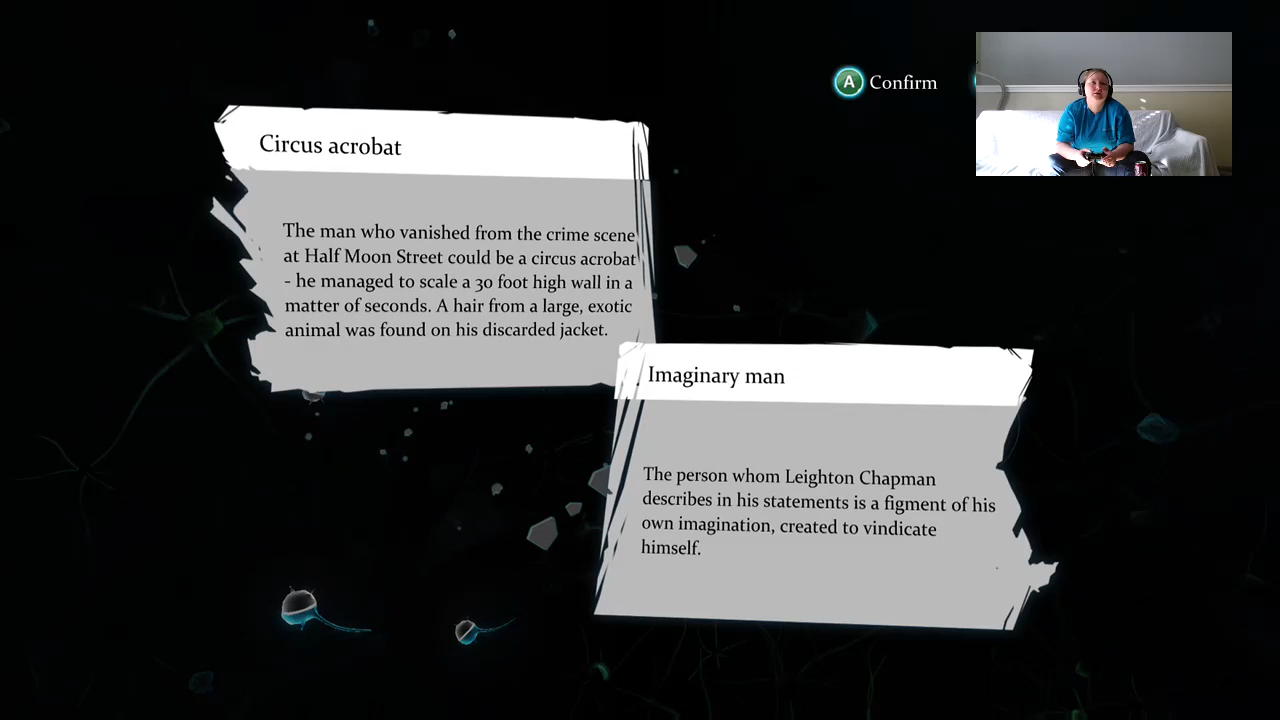 A Confirm
Circus acrobat
The man who vanished from the crime scene
at Half Moon Street could be a circus acrobat
- he managed to scale a 30 foot high wall in a
matter of seconds. A hair from a large, exotic
animal was found on his discarded jacket.
Imaginary man
The person whom Leighton Chapman
describes in his statements is a figment of his
own imagination, created to vindicate
himself.